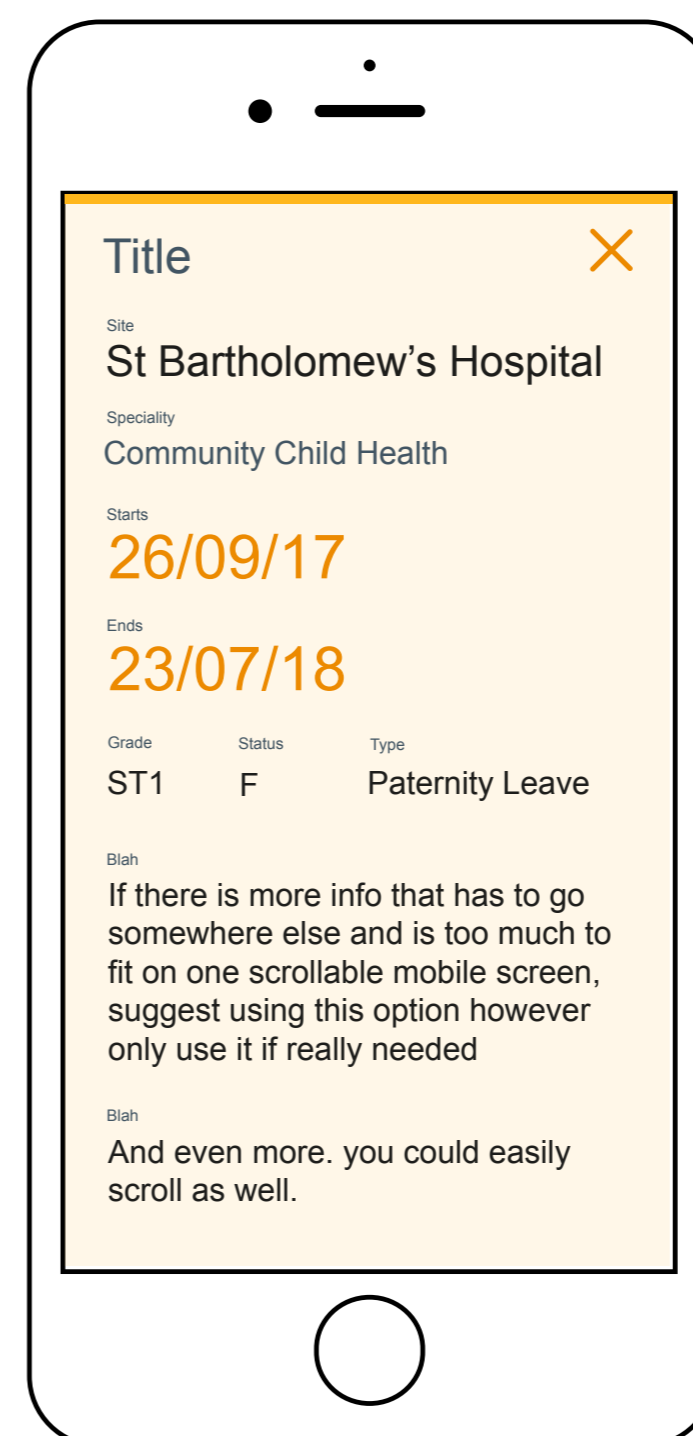 Title
Site
St Bartholomew’s Hospital
Speciality
Community Child Health
Starts
26/09/17
Ends
23/07/18
Grade Status Type
ST1 F Paternity Leave
Blah
If there is more info that has to go
somewhere else and is too much to
fit on one scrollable mobile screen,
suggest using this option however
only use it if really needed
Blah
And even more. you could easily
scroll as well.